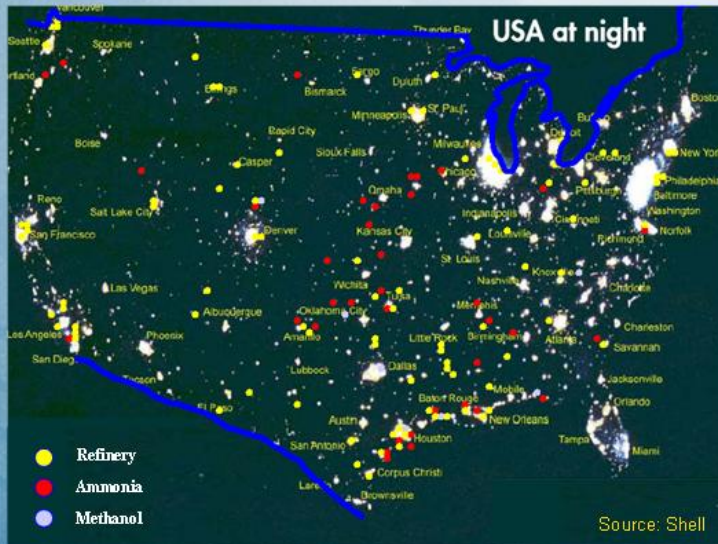 Vancouver
USA at night
Thunder Bay
Seattle
Spokane
Portland
Fargo
Duluth
Boston
Billings
Bismarck
Minneapolis
St. Paul
Detroit
Rapid City
Milwaukee
Boise
Sioux Falls
Cleveland
New York
Casper
Chicago
Pittsburgh
Philadelphia
Omaha
Baltimore
Reno
Salt Lake City
Indianapolis
Cincinnati
Washington
San Francisco
Denver
Kansas City
Louisville
Richmond
Norfolk
St. Louis
Las Vegas
Wichita
Nashville
Knoxville
Charlotte
Tulsa
Albuquerque
Oklahoma City
Memphis
Los Angeles
Amarillo
Little Rock
Birmingham
Atlanta
Charleston
Phoenix
Savannah
San Dieg
Dallas
Tucson
Lubbock
Mobile
Jacksonville
El Paso
Baton Rouge
Orlando
Austin
New Orleans
San Antonio
Houston
Tampa
Miami
Refinery
Corpus Christi
Lare
Ammonia
Brownsville
Methanol
Source: Shell